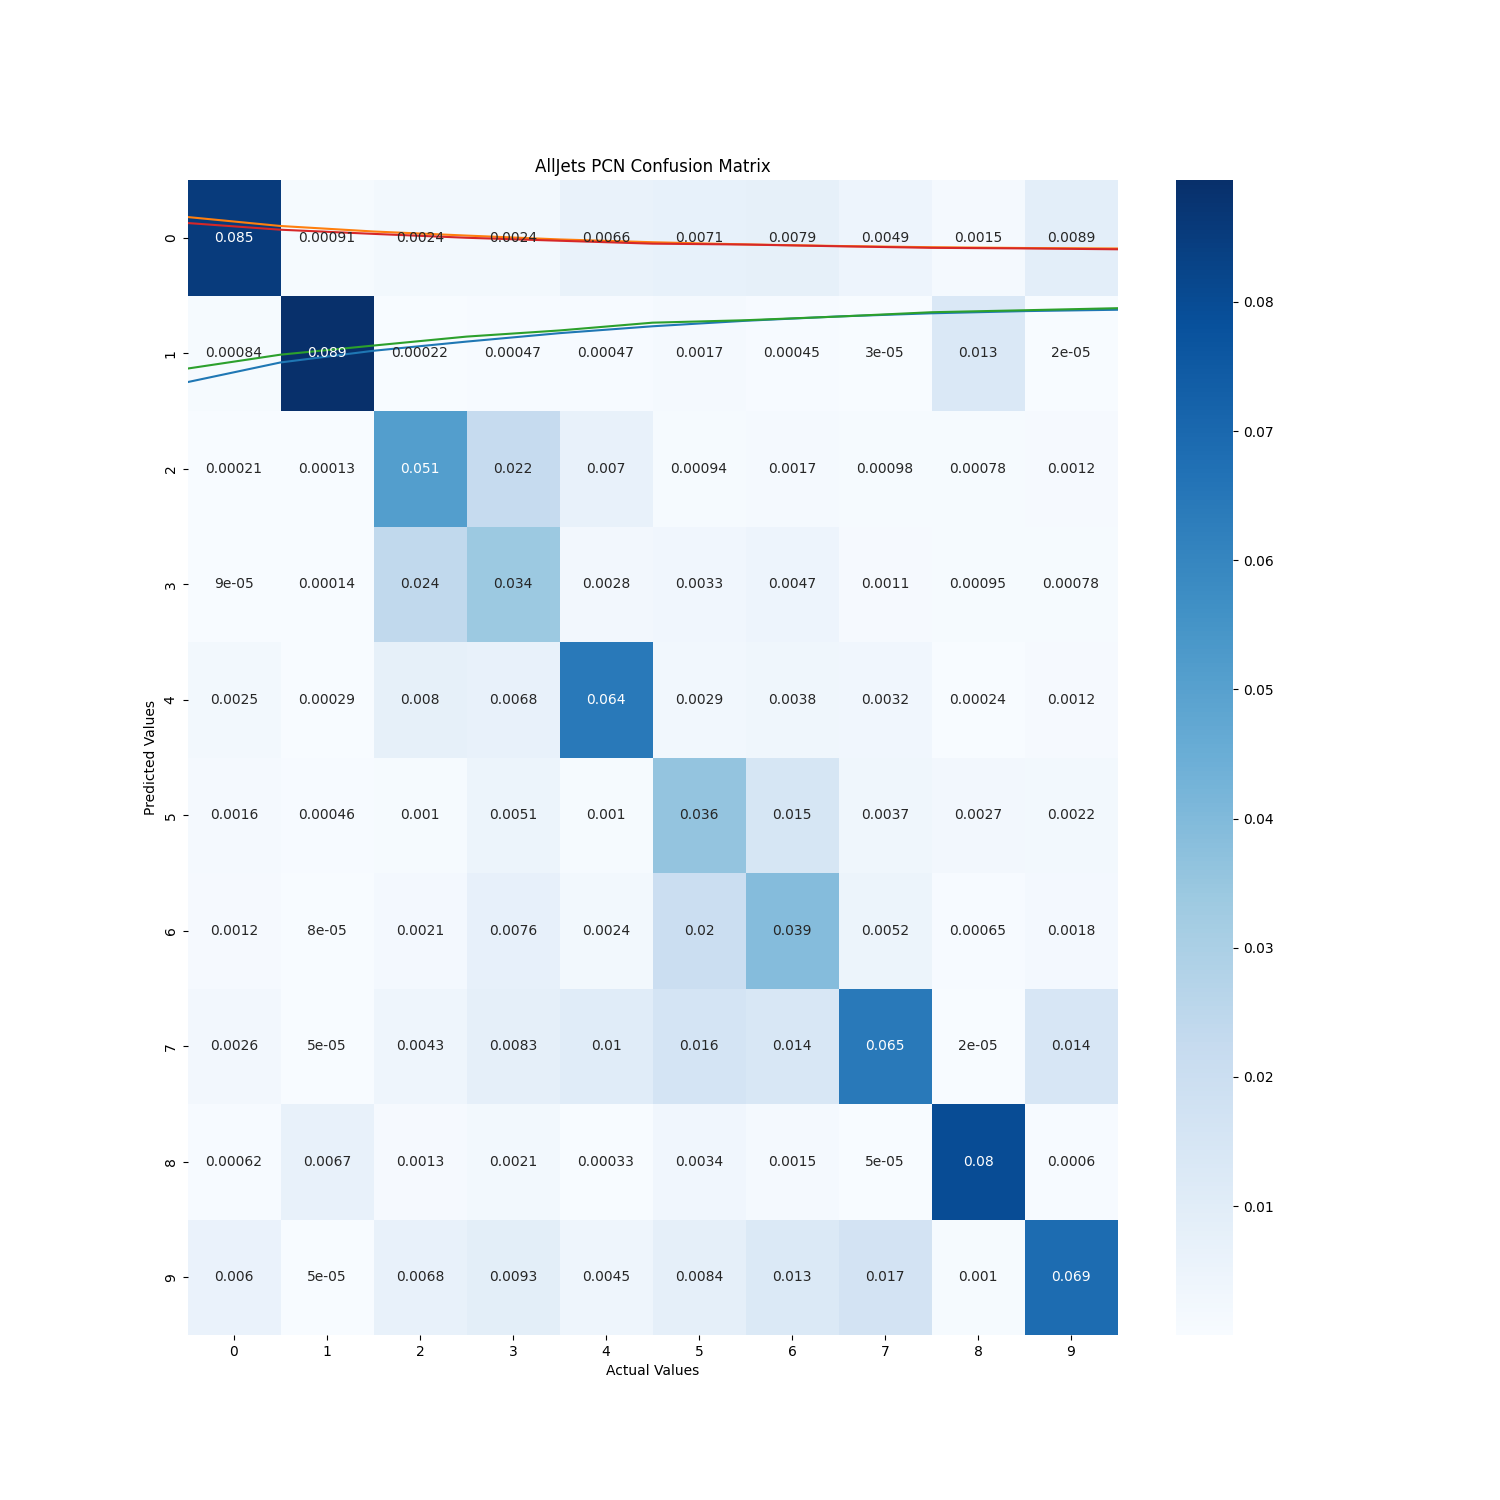 AllJets PCN Confusion Matrix
0 0.085 0.00091 0.0024 0.0024 0.0066 0.0071 0.0079 0.0049 0.0015 0.0089
1 0.00084 0.089 0.00022 0.00047 0.00047 0.0017 0.00045 3e-05 0.013 2e-05
2 0.00021 0.00013 0.051 0.022 0.007 0.00094 0.0017 0.00098 0.00078 0.0012
3 9e-05 0.00014 0.024 0.034 0.0028 0.0033 0.0047 0.0011 0.00095 0.00078
4 0.0025 0.00029 0.008 0.0068 0.064 0.0029 0.0038 0.0032 0.00024 0.0012
5 0.0016 0.00046 0.001 0.0051 0.001 0.036 0.015 0.0037 0.0027 0.0022
6 0.0012 8e-05 0.0021 0.0076 0.0024 0.02 0.039 0.0052 0.00065 0.0018
7 0.0026 5e-05 0.0043 0.0083 0.01 0.016 0.014 0.065 2e-05 0.014
8 0.00062 0.0067 0.0013 0.0021 0.00033 0.0034 0.0015 5e-05 0.08 0.0006
9 0.006 5e-05 0.0068 0.0093 0.0045 0.0084 0.013 0.017 0.001 0.069
0 1 2 3 4 5 6 7 8 9
Actual Values
Predicted Values
0.08
0.07
0.06
0.05
0.04
0.03
0.02
0.01